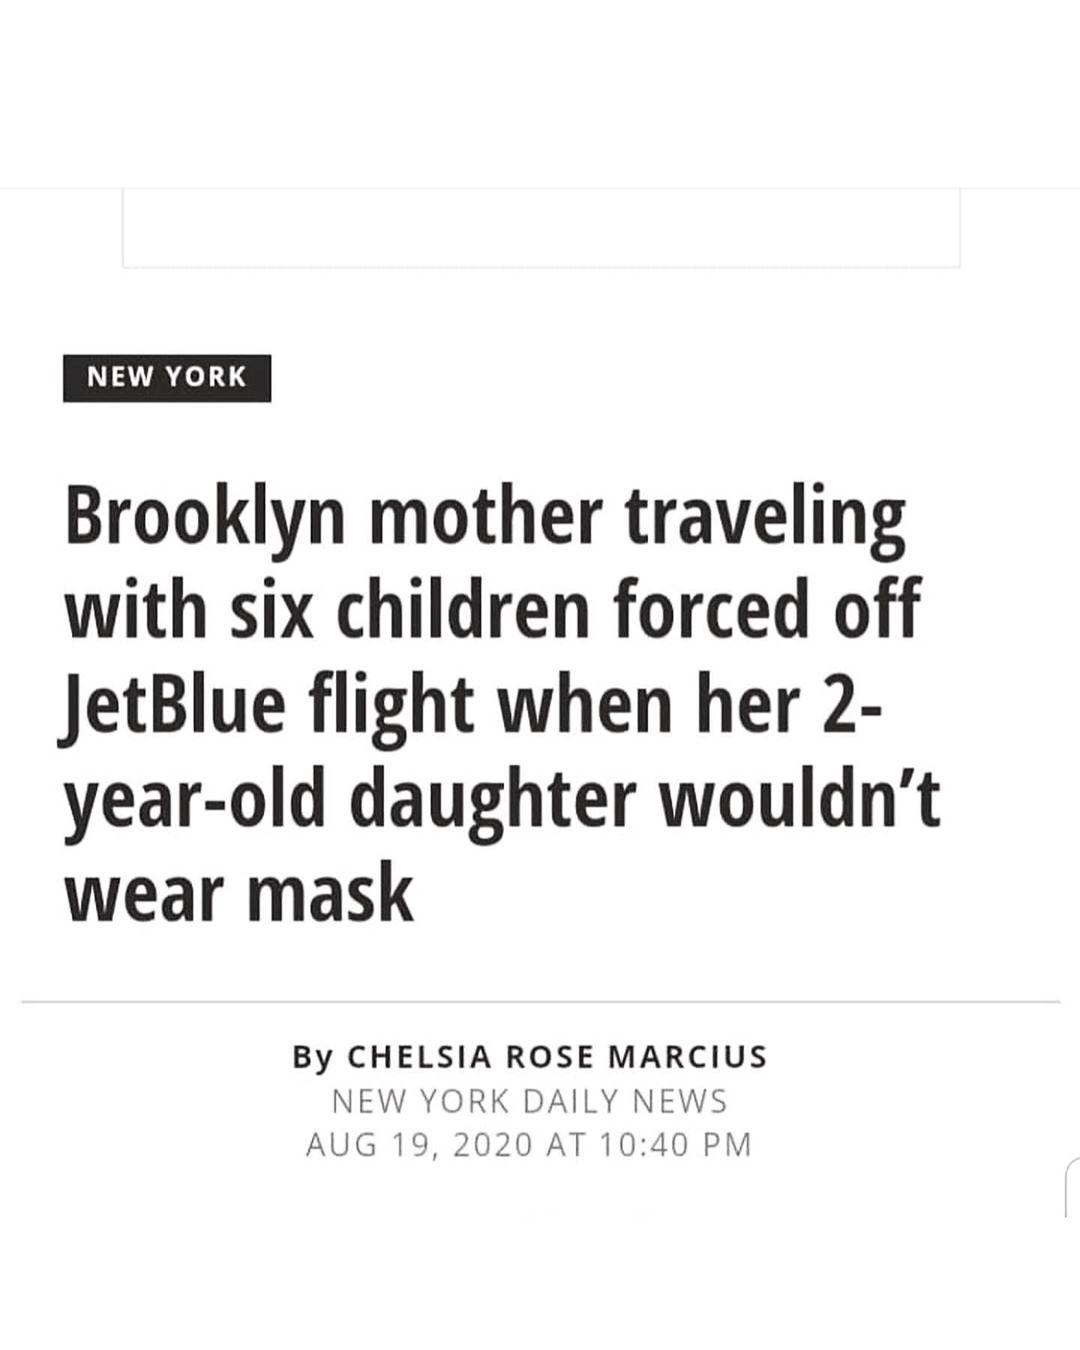 NEW YORK
Brooklyn mother traveling
with six children forced off
JetBlue flight when her 2-
year-old daughter wouldn’t
wear mask
By CHELSIA ROSE MARCIUS
NEW YORK DAILY NEWS
AUG 19, 2020 AT 10:40 PM